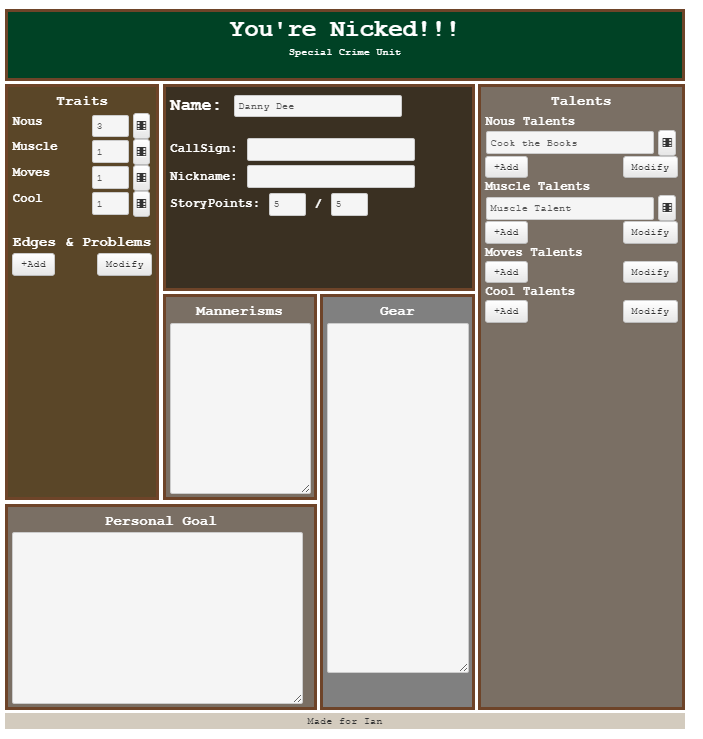 You're Nicked!!!
Special Crime Unit
Traits
Nous 3
Muscle 1
Moves 1
Cool 1
Edges & Problems
+Add Modify
Name: Danny Dee
CallSign:
Nickname:
StoryPoints: 5 / 5
Talents
Nous Talents
Cook the Books
+Add Modify
Muscle Talents
Muscle Talent
+Add Modify
Moves Talents
+Add Modify
Cool Talents
+Add Modify
Mannerisms
Gear
Personal Goal
Made for Ian